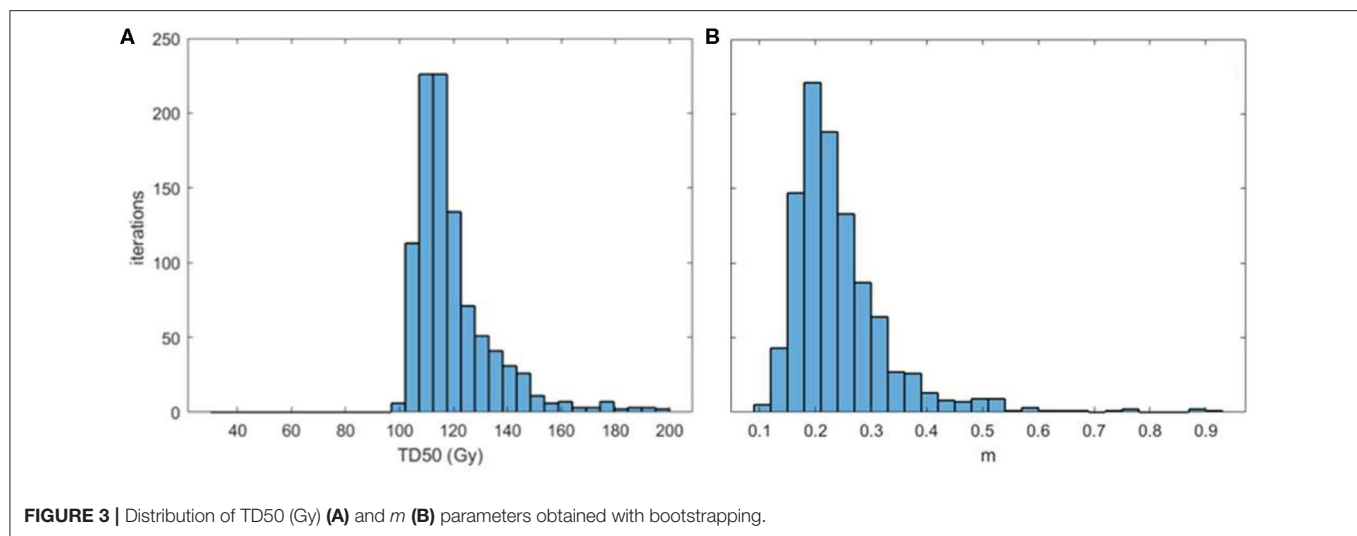 A
B
250
200
150
100
50
0
iterations
40 60 80 100 120 140 160 180 200
TD50 (Gy)
0.1 0.2 0.3 0.4 0.5 0.6 0.7 0.8 0.9
m
FIGURE 3 | Distribution of TD50 (Gy) (A) and m (B) parameters obtained with bootstrapping.